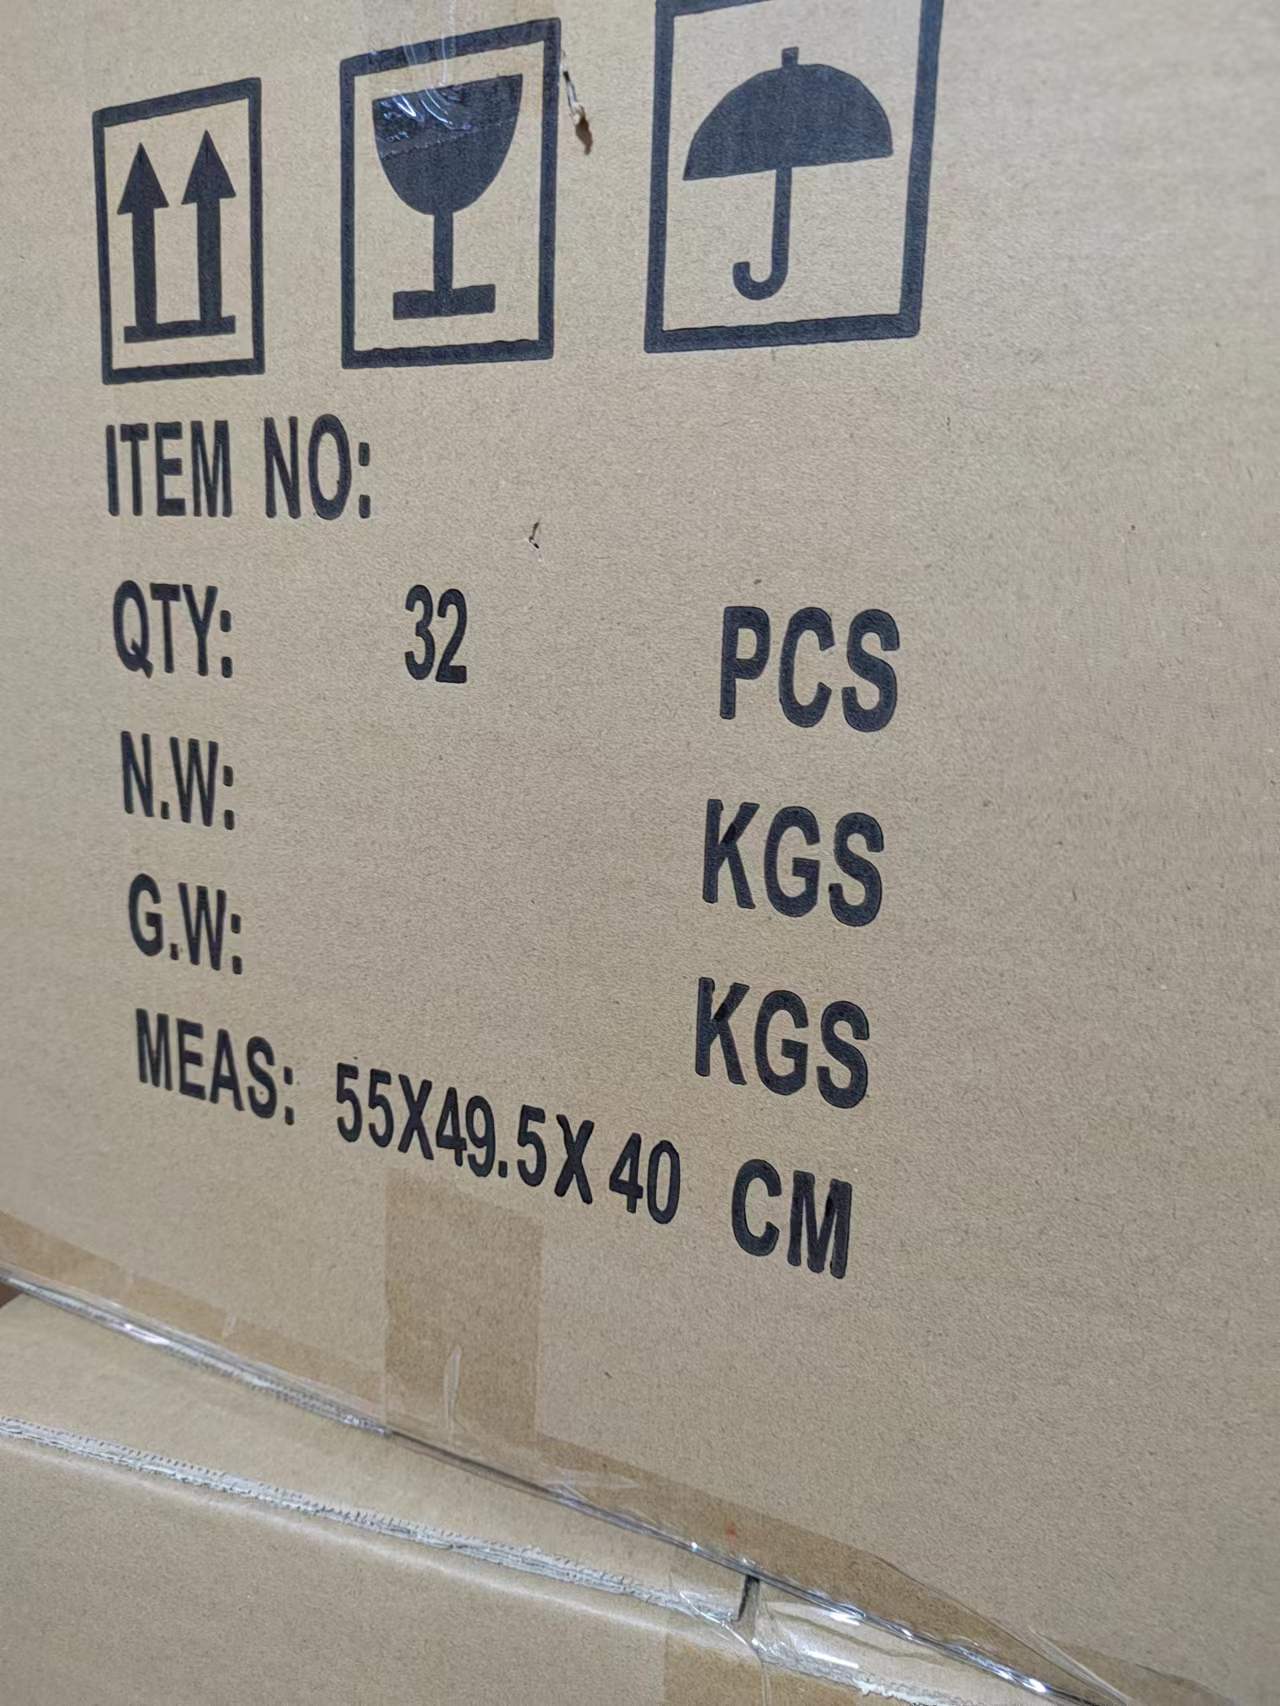 ITEM NO:
QTY: 32 PCS
N.W: KGS
G.W: KGS
MEAS: 55X49.5X40 CM